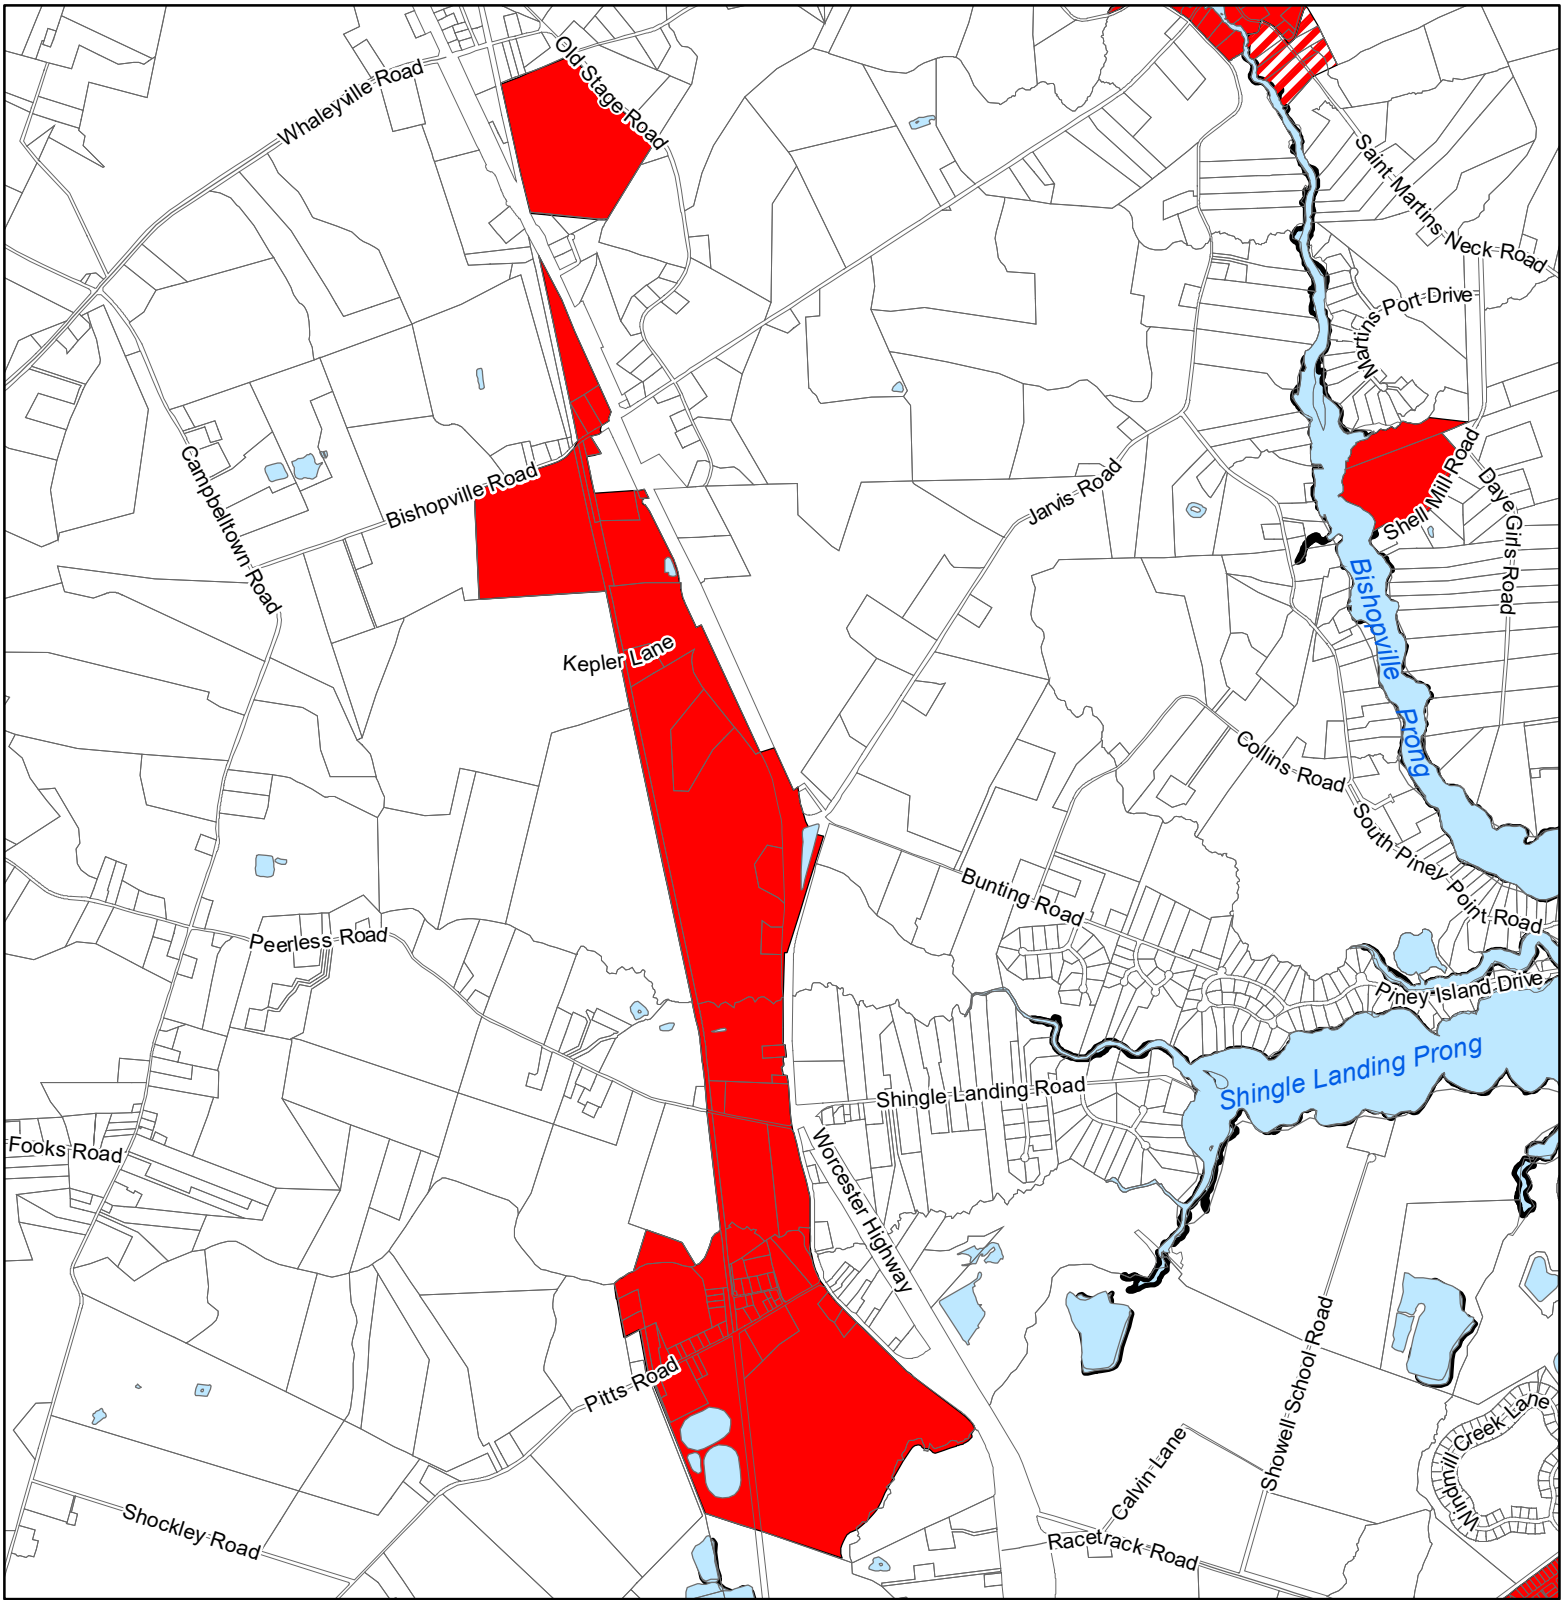 Old Stage Road
Whaleyville Road
Saint Martins Neck Road
Martins Port Drive
Campbelltown Road
Bishopville Road
Jarvis Road
Shell Mill Road
Daye Girls Road
Bishopville Prong
Kepler Lane
Collins Road
South Piney Point Road
Bunting Road
Peerless Road
Piney Island Drive
Shingle Landing Prong
Shingle Landing Road
Fooks Road
Worcester Highway
Pitts Road
Showell School Road
Windmill Creek Lane
Calvin Lane
Shockley Road
Racetrack Road